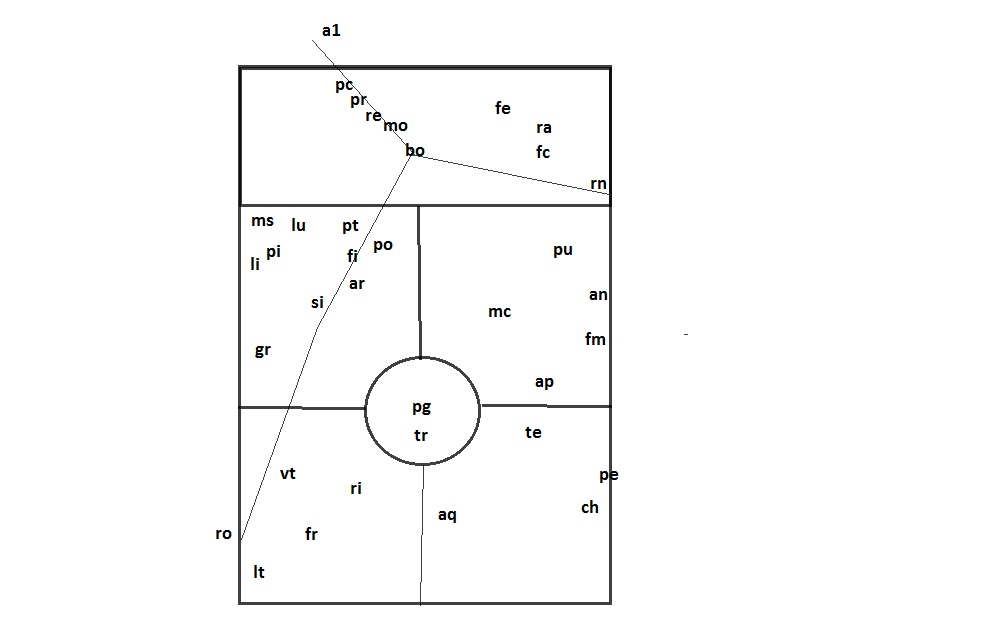 a1
pc
pr
re
mo
bo
fe
ra
fc
rn
ms
lu
pt
li
pi
fi
po
ar
si
gr
pu
an
mc
fm
ap
pg
tr
te
vt
ri
pe
ch
aq
ro
fr
lt